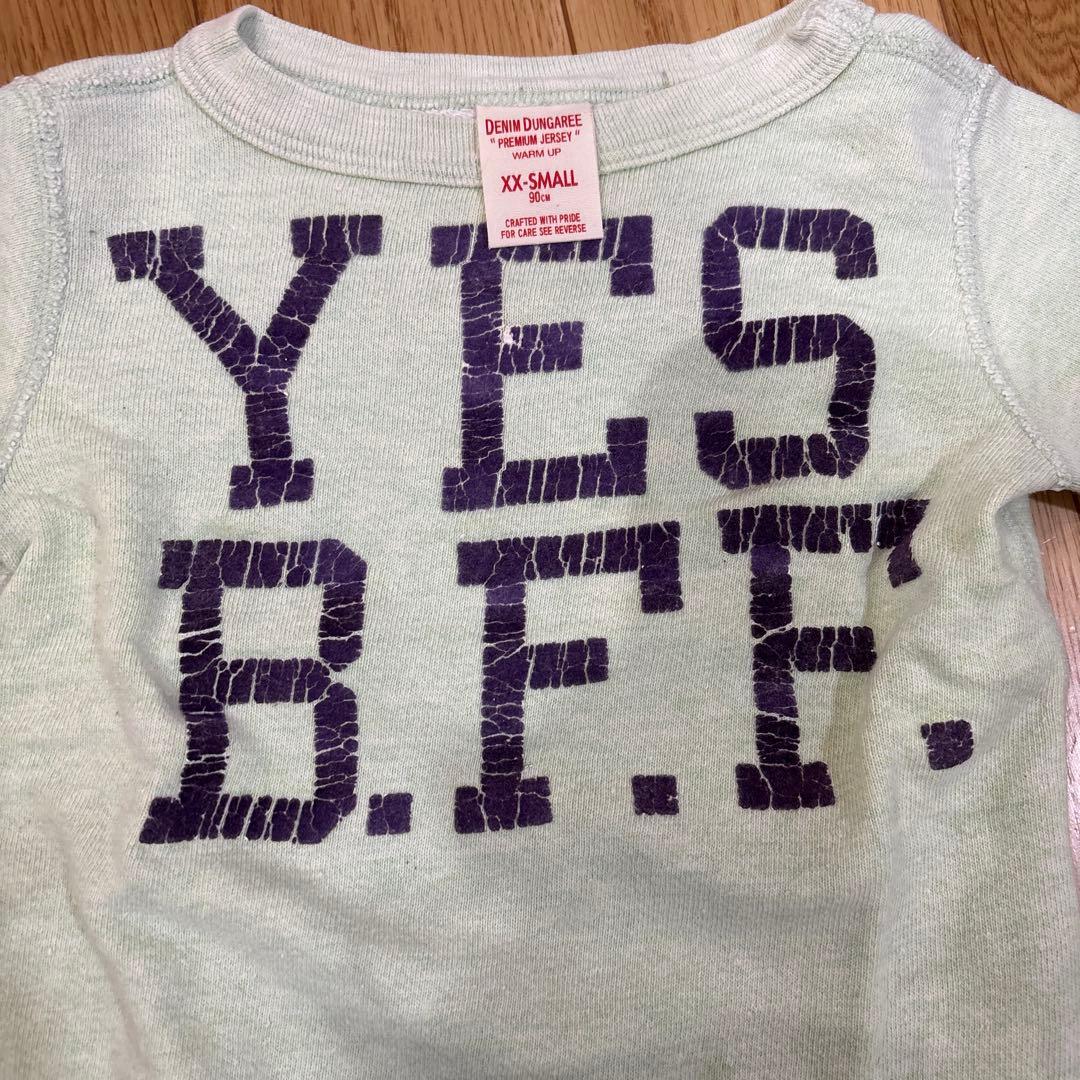 DENIM DUNGAREE
"PREMIUM JERSEY"
WARM UP
XX-SMALL
90CM
CRAFTED WITH PRIDE
FOR CARE SEE REVERSE
YES
B.F.F.